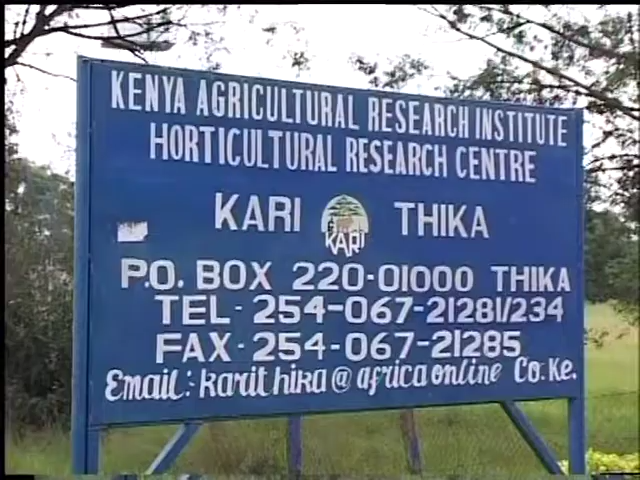 KENYA AGRICULTURAL RESEARCH INSTITUTE
HORTICULTURAL RESEARCH CENTRE
KARI KARI THIKA
P.O. BOX 220-01000 THIKA
TEL- 254-067-21281/234
FAX- 254-067-21285
Email:- karithika@africaonline Co. Ke.